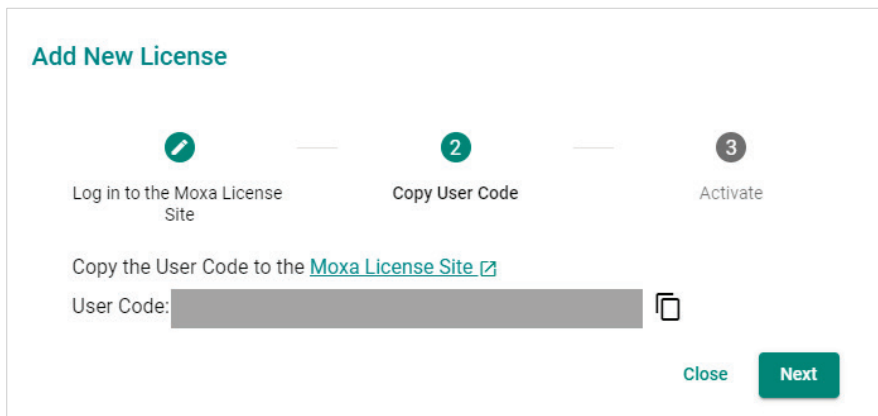 Add New License
2
3
Log in to the Moxa License
Site
Copy User Code
Activate
Copy the User Code to the Moxa License Site
User Code:
Close
Next